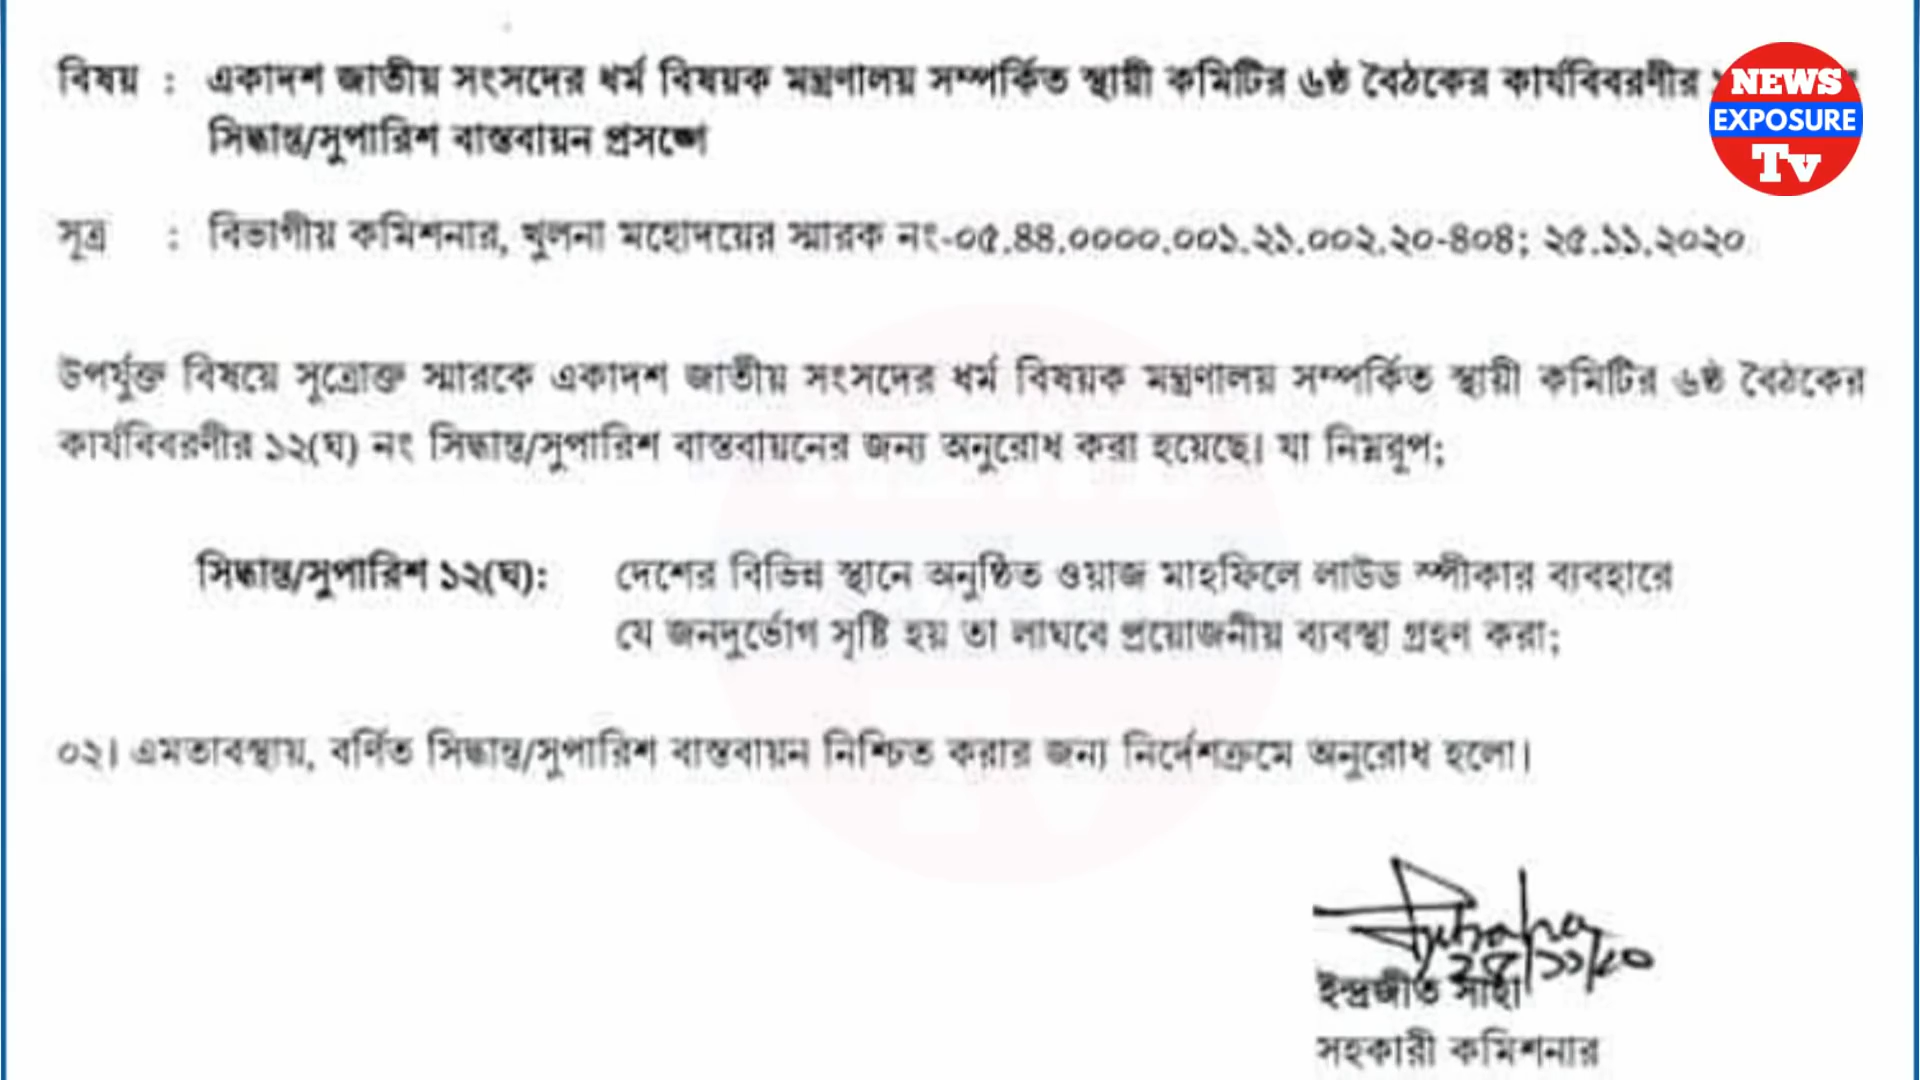 বিষয় : একাদশ জাতীয় সংসদের ধর্ম বিষয়ক মন্ত্রণালয় সম্পর্কিত স্থায়ী কমিটির ৬ষ্ঠ বৈঠকের কার্যবিবরণীর
সিদ্ধান্ত/সুপারিশ বাস্তবায়ন প্রসঙ্গে
NEWS
EXPOSURE
Tv
সূত্র : বিভাগীয় কমিশনার, খুলনা মহোদয়ের স্মারক নং-০৫.৪৪.০০০০.০০১.২১.০০২.২০-৪০৪; ২৫.১১.২০২০
উপর্যুক্ত বিষয়ে সূত্রোক্ত স্মারকে একাদশ জাতীয় সংসদের ধর্ম বিষয়ক মন্ত্রণালয় সম্পর্কিত স্থায়ী কমিটির ৬ষ্ঠ বৈঠকের
কার্যবিবরণীর ১২(ঘ) নং সিদ্ধান্ত/সুপারিশ বাস্তবায়নের জন্য অনুরোধ করা হয়েছে। যা নিম্নরূপ;
সিদ্ধান্ত/সুপারিশ ১২(ঘ): দেশের বিভিন্ন স্থানে অনুষ্ঠিত ওয়াজ মাহফিলে লাউড স্পীকার ব্যবহারে
যে জনদুর্ভোগ সৃষ্টি হয় তা লাঘবে প্রয়োজনীয় ব্যবস্থা গ্রহণ করা;
০২। এমতাবস্থায়, বর্ণিত সিদ্ধান্ত/সুপারিশ বাস্তবায়ন নিশ্চিত করার জন্য নির্দেশক্রমে অনুরোধ হলো।
ইন্দ্রজীত সাহা
সহকারী কমিশনার